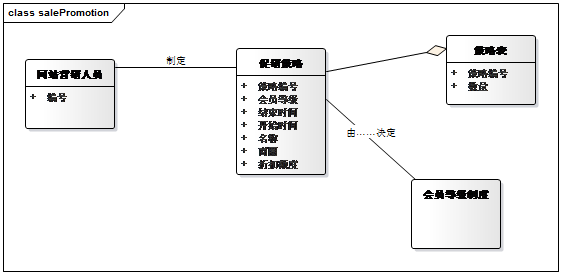 class salePromotion
网站营销人员
+ 编号
制定
促销策略
+ 策略编号
+ 会员等级
+ 结束时间
+ 开始时间
+ 名称
+ 商圈
+ 折扣额度
策略表
+ 策略编号
+ 数量
由……决定
会员等级制度